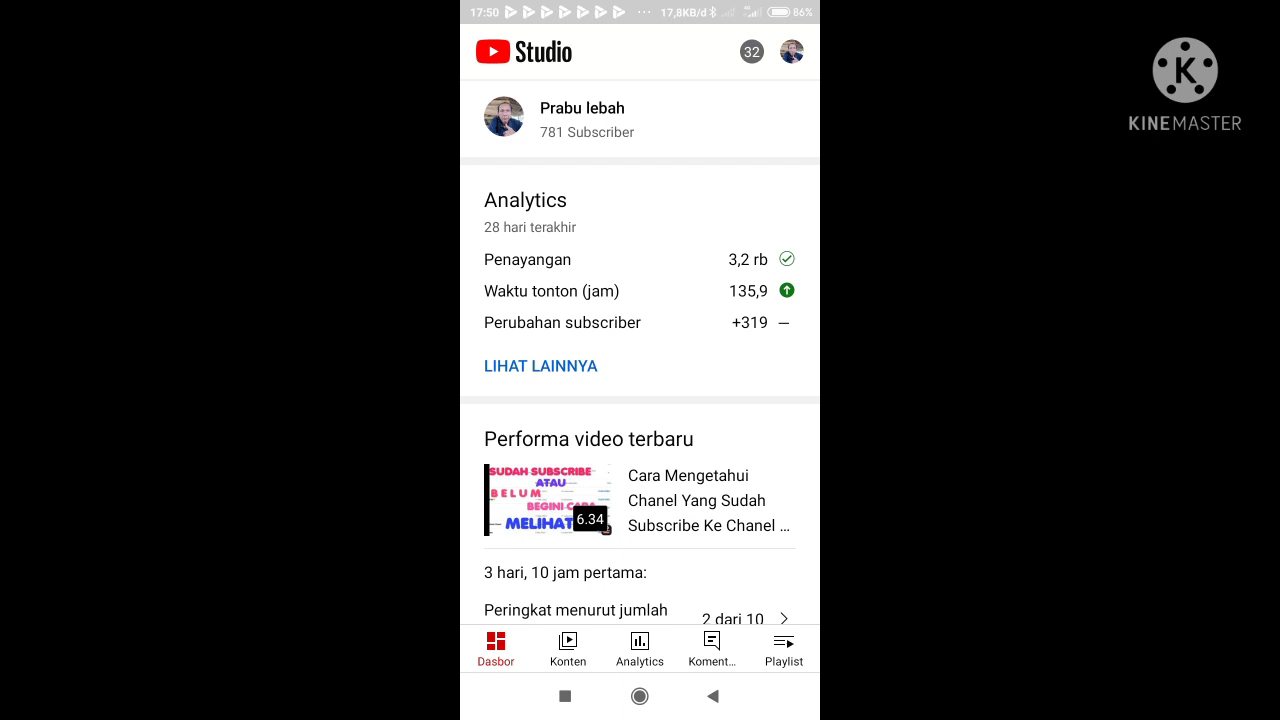 17:50 ... 17,8KB/d 86%
Studio
32
K
KINEMASTER
Prabu lebah
781 Subscriber
Analytics
28 hari terakhir
Penayangan 3,2 rb
Waktu tonton (jam) 135,9
Perubahan subscriber +319 —
LIHAT LAINNYA
Performa video terbaru
SUDAH SUBSCRIBE
ATAU
BELUM
BEGINI CARA
MELIHAT
6.34
Cara Mengetahui
Chanel Yang Sudah
Subscribe Ke Chanel ...
3 hari, 10 jam pertama:
Peringkat menurut jumlah
2 dari 10
Dasbor Konten Analytics Koment... Playlist